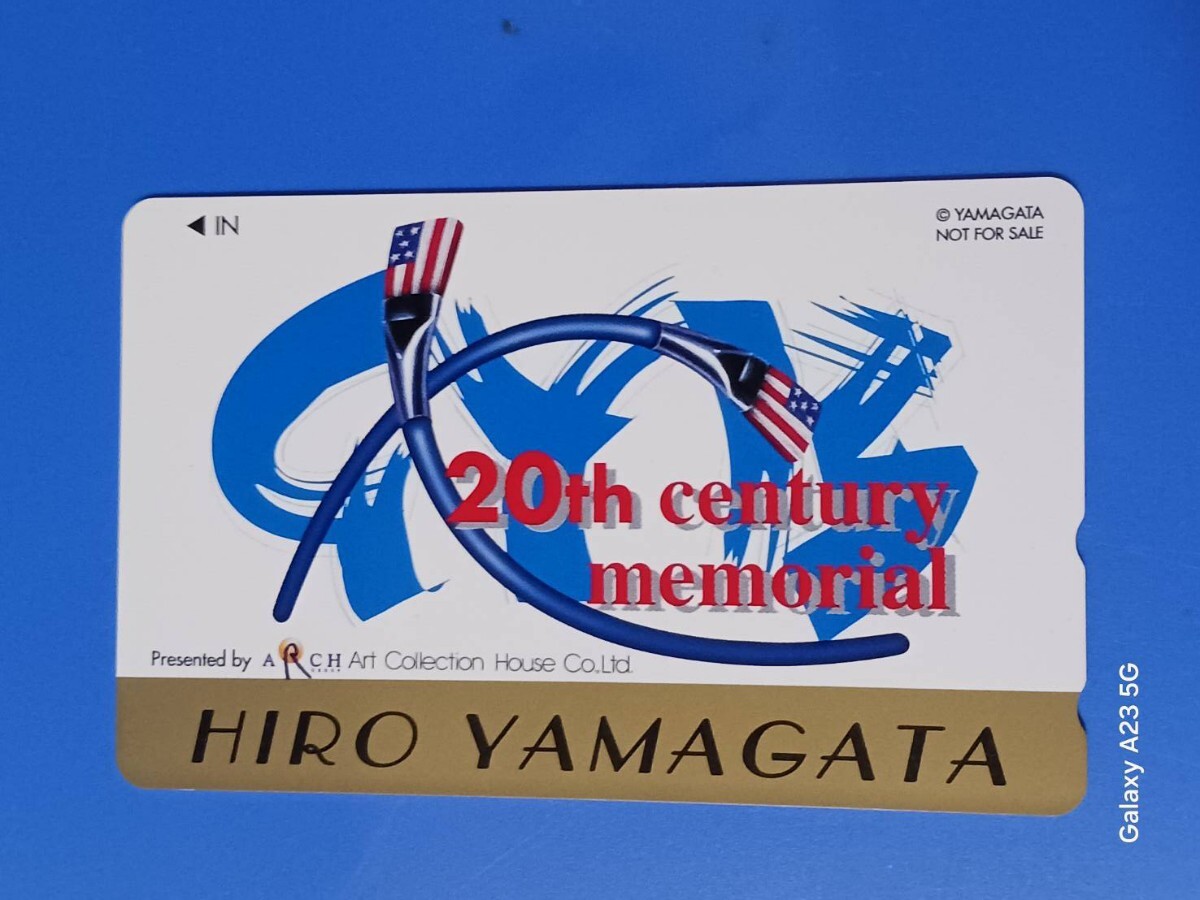 ◀ IN
© YAMAGATA
NOT FOR SALE
20th century
memorial
Presented by ARCH Art Collection House Co.,Ltd.
HIRO YAMAGATA
Galaxy A23 5G